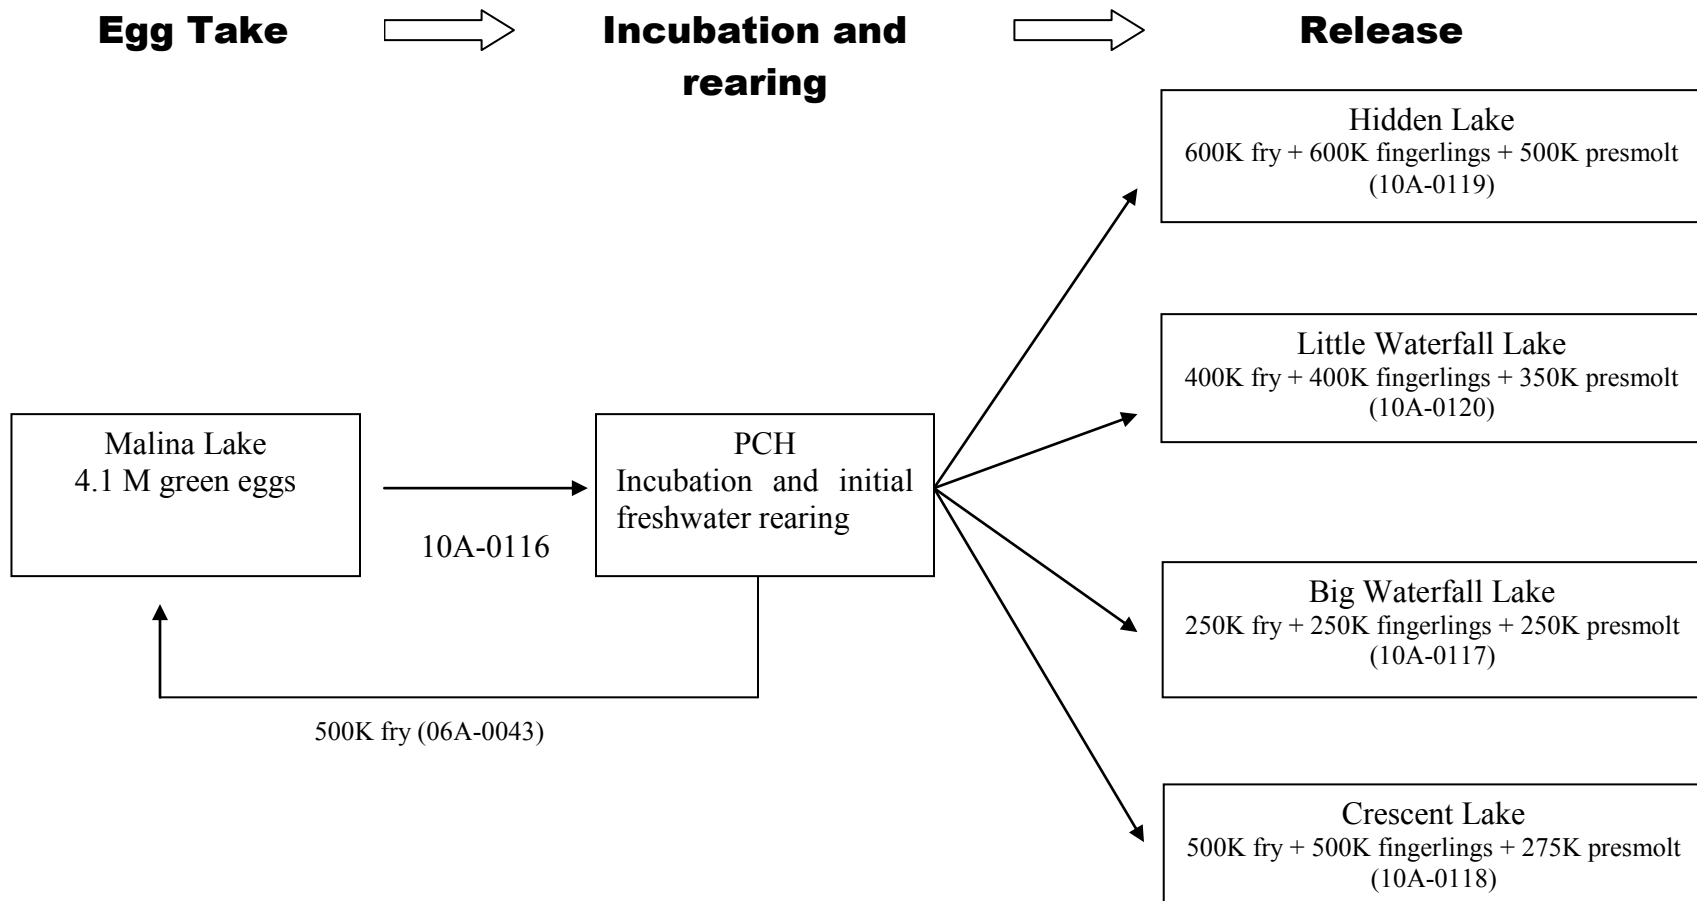 Egg Take
Incubation and
rearing
Release
Malina Lake
4.1 M green eggs
10A-0116
PCH
Incubation and initial
freshwater rearing
500K fry (06A-0043)
Hidden Lake
600K fry + 600K fingerlings + 500K presmolt
(10A-0119)
Little Waterfall Lake
400K fry + 400K fingerlings + 350K presmolt
(10A-0120)
Big Waterfall Lake
250K fry + 250K fingerlings + 250K presmolt
(10A-0117)
Crescent Lake
500K fry + 500K fingerlings + 275K presmolt
(10A-0118)